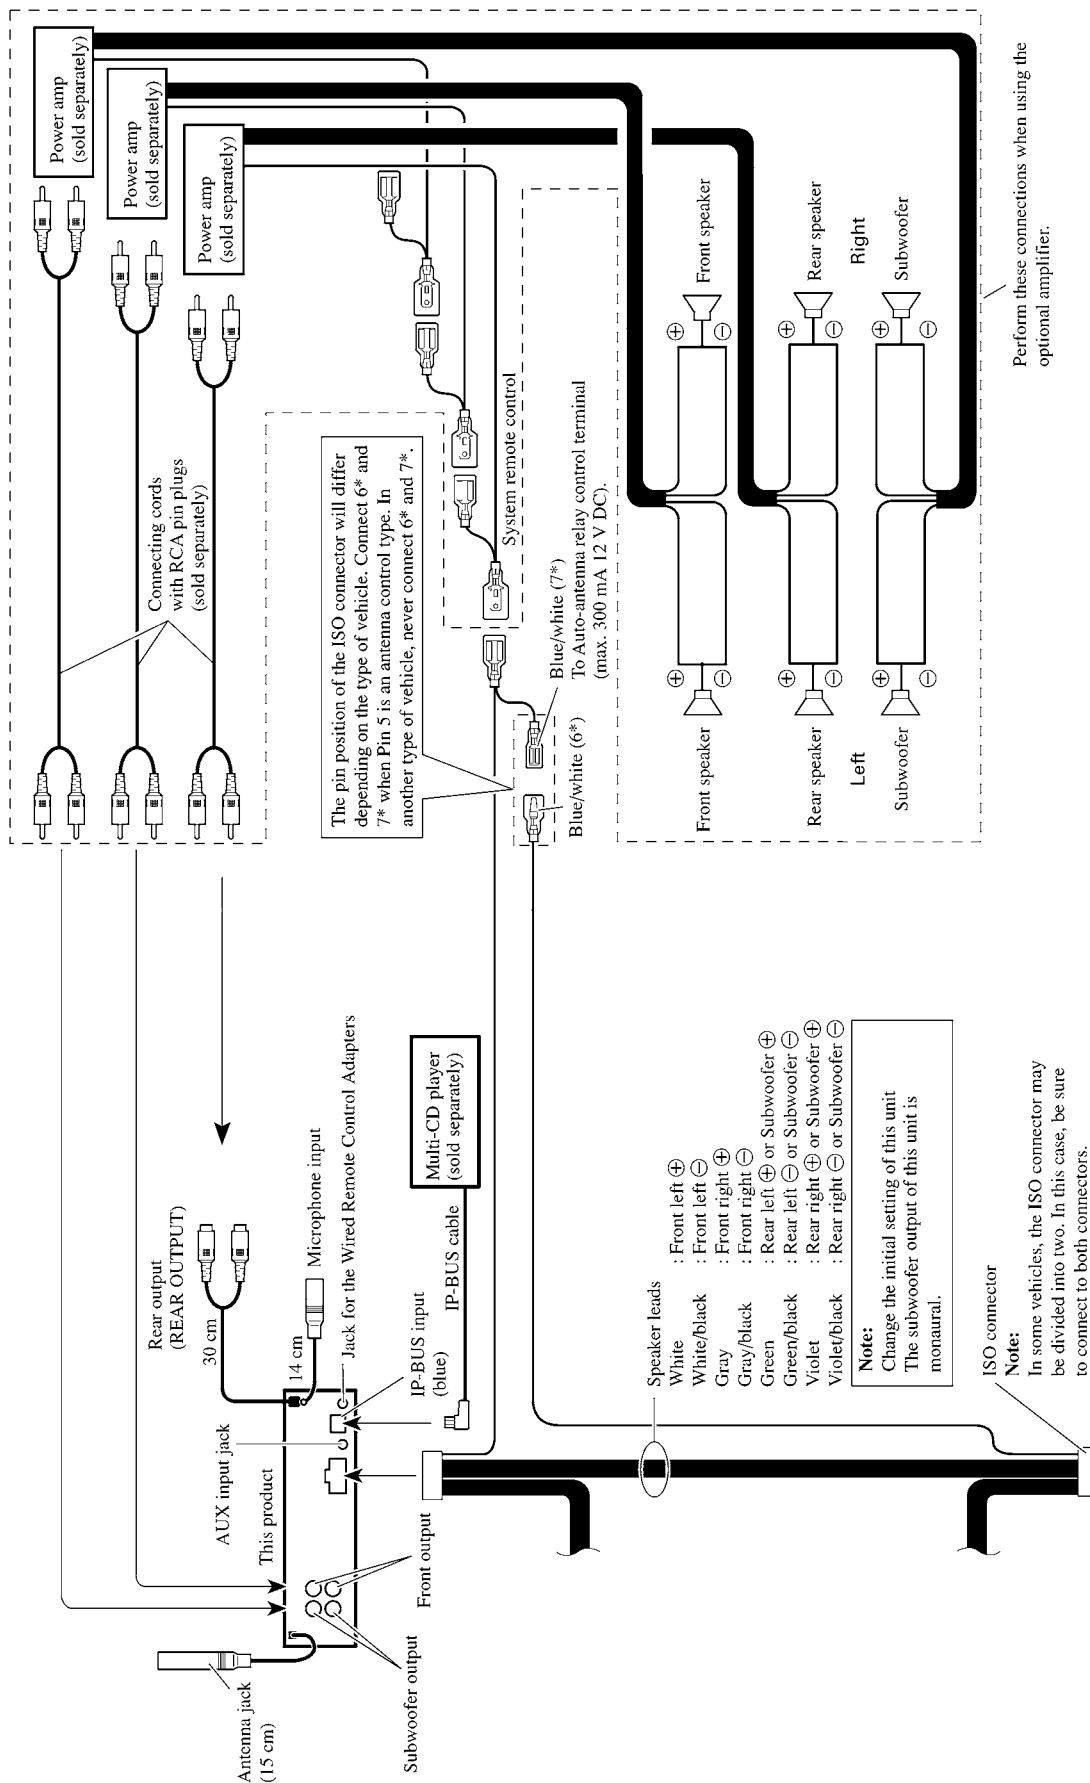 Antenna jack
(15 cm)
AUX input jack
This product
Rear output
(REAR OUTPUT)
30 cm
14 cm
Microphone input
Jack for the Wired Remote Control Adapters
IP-BUS input
(blue)
IP-BUS cable
Multi-CD player
(sold separately)
Subwoofer output
Front output
Connecting cords
with RCA pin plugs
(sold separately)
Power amp
(sold separately)
Power amp
(sold separately)
Power amp
(sold separately)
System remote control
The pin position of the ISO connector will differ
depending on the type of vehicle. Connect 6* and
7* when Pin 5 is an antenna control type. In
another type of vehicle, never connect 6* and 7*.
Blue/white (6*)
Blue/white (7*)
To Auto-antenna relay control terminal
(max. 300 mA 12 V DC).
Speaker leads
White : Front left ⊕
White/black : Front left ⊖
Gray : Front right ⊕
Gray/black : Front right ⊖
Green : Rear left ⊕ or Subwoofer ⊕
Green/black : Rear left ⊖ or Subwoofer ⊖
Violet : Rear right ⊕ or Subwoofer ⊕
Violet/black : Rear right ⊖ or Subwoofer ⊖
Note:
Change the initial setting of this unit
The subwoofer output of this unit is
monaural.
ISO connector
Note:
In some vehicles, the ISO connector may
be divided into two. In this case, be sure
to connect to both connectors.
Front speaker
⊕
⊖
⊕
⊖
Front speaker
Rear speaker
⊕
⊖
⊕
⊖
Rear speaker
Left
Right
Subwoofer
⊕
⊖
⊕
⊖
Subwoofer
Perform these connections when using the
optional amplifier.